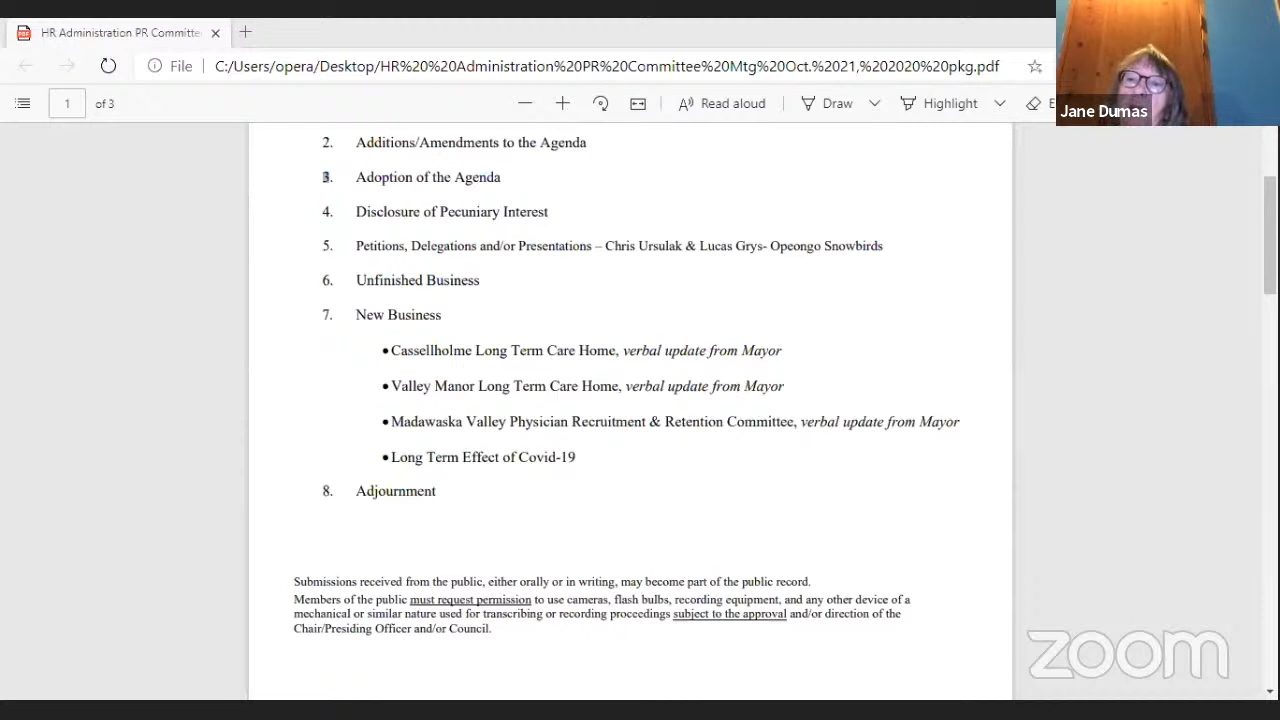 HR Administration PR Committe
File
C:/Users/opera/Desktop/HR%20%20Administration%20PR%20Committee%20Mtg%20Oct.%2021,%202020%20pkg.pdf
1 of 3
Read aloud
Draw
Highlight
E
Jane Dumas
2. Additions/Amendments to the Agenda
3. Adoption of the Agenda
4. Disclosure of Pecuniary Interest
5. Petitions, Delegations and/or Presentations – Chris Ursulak & Lucas Grys- Opeongo Snowbirds
6. Unfinished Business
7. New Business
• Cassellholme Long Term Care Home, verbal update from Mayor
• Valley Manor Long Term Care Home, verbal update from Mayor
• Madawaska Valley Physician Recruitment & Retention Committee, verbal update from Mayor
• Long Term Effect of Covid-19
8. Adjournment
Submissions received from the public, either orally or in writing, may become part of the public record.
Members of the public must request permission to use cameras, flash bulbs, recording equipment, and any other device of a
mechanical or similar nature used for transcribing or recording proceedings subject to the approval and/or direction of the
Chair/Presiding Officer and/or Council.
zoom